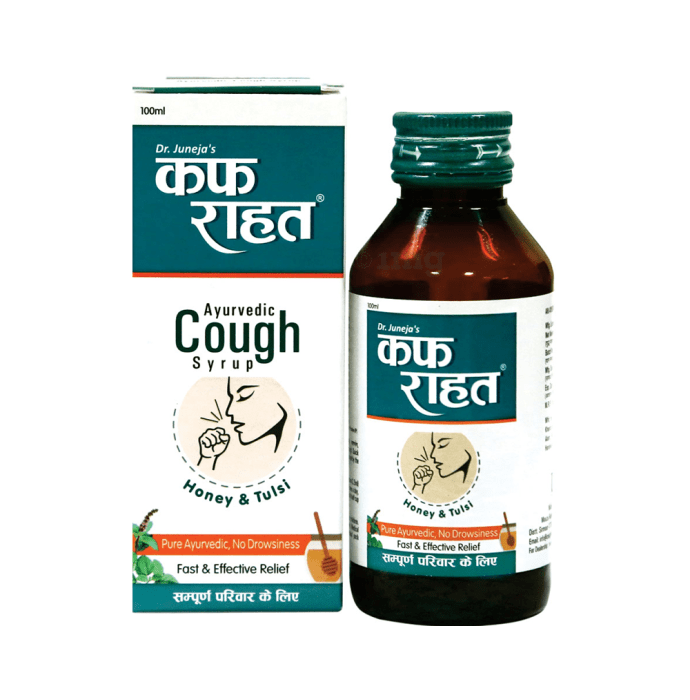 100ml
Dr. Juneja's
कफ
राहत®
Ayurvedic
Cough
Syrup
Honey & Tulsi
Pure Ayurvedic, No Drowsiness
Fast & Effective Relief
सम्पूर्ण परिवार के लिए
100ml
Dr. Juneja's
कफ
राहत®
Honey & Tulsi
Pure Ayurvedic, No Drowsiness
Fast & Effective Relief
सम्पूर्ण परिवार के लिए